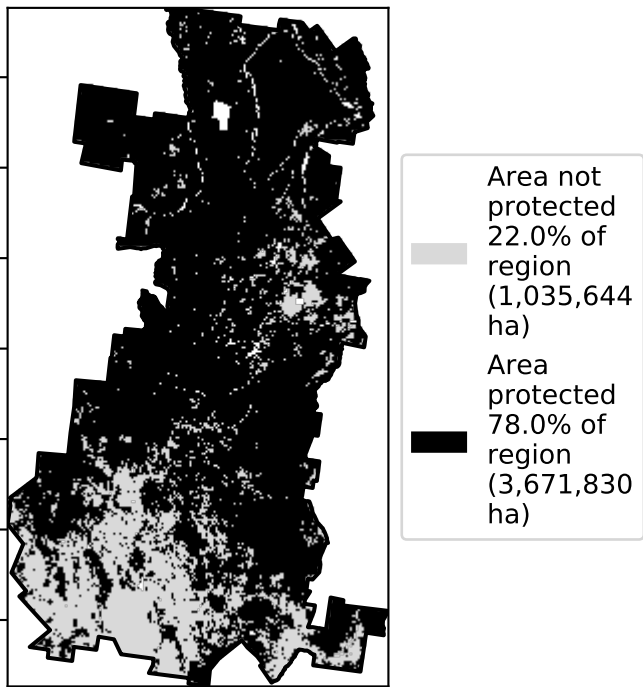 Area not
protected
22.0% of
region
(1,035,644
ha)
Area
protected
78.0% of
region
(3,671,830
ha)